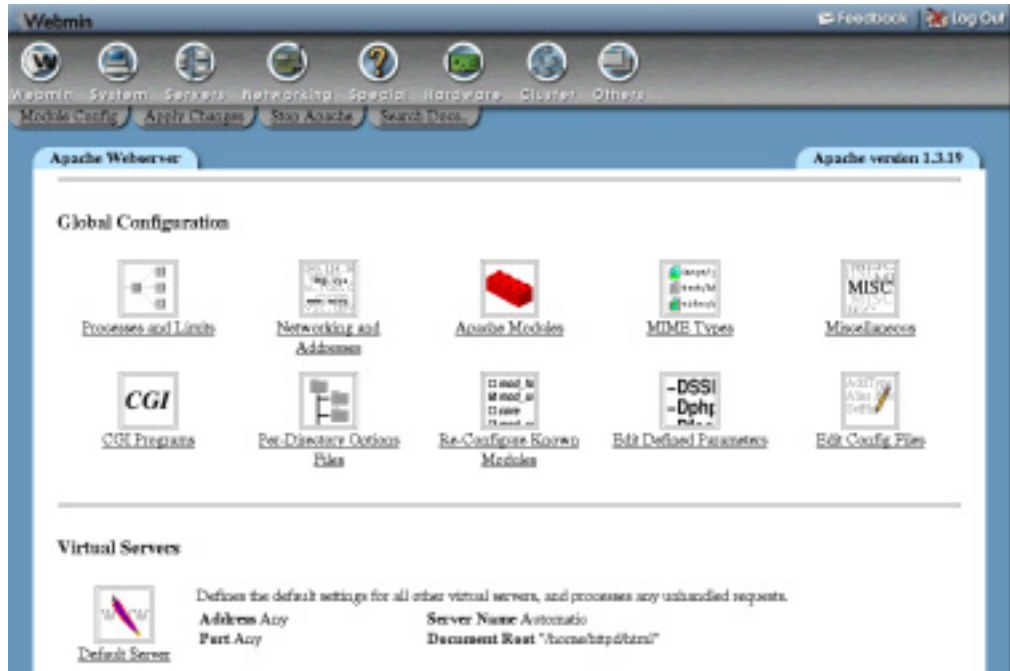 Webmin
Feedback Log Out
Webmin System Servers Networking Special Hardware Cluster Others
Module Config Apply Changes Stop Apache Search Docs..
Apache Webserver Apache version 1.3.19
Global Configuration
Processes and Limits Networking and Addresses Apache Modules MIME Types Miscellaneous
MISC
CGI
-DSSI
-Dphp
CGI Programs Per-Directory Options Files Re-Configure Known Modules Edit Defined Parameters Edit Config Files
Virtual Servers
Defines the default settings for all other virtual servers, and processes any unhandled requests.
Address Any Server Name Automatic
Port Any Document Root "/home/httpd/html"
Default Server